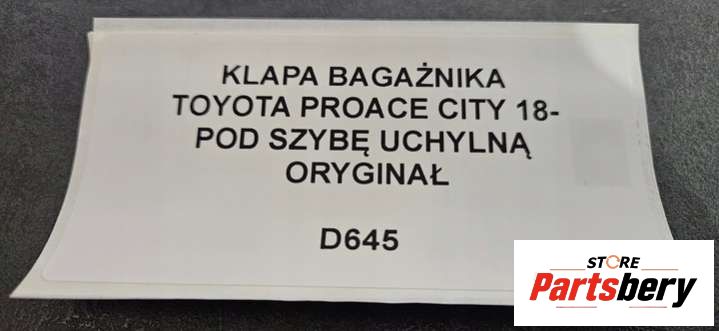 KLAPA BAGAŻNIKA
TOYOTA PROACE CITY 18-
POD SZYBĘ UCHYLNĄ
ORYGINAŁ
D645
STORE
Partsbery